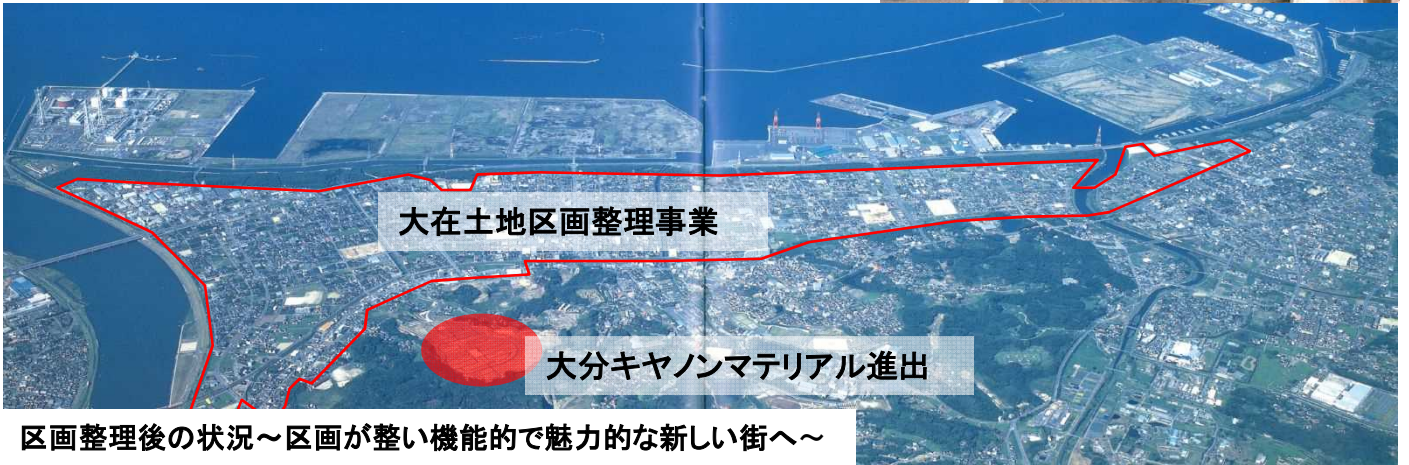 大在土地区画整理事業
大分キヤノンマテリアル進出
区画整理後の状況～区画が整い機能的で魅力的な新しい街へ～